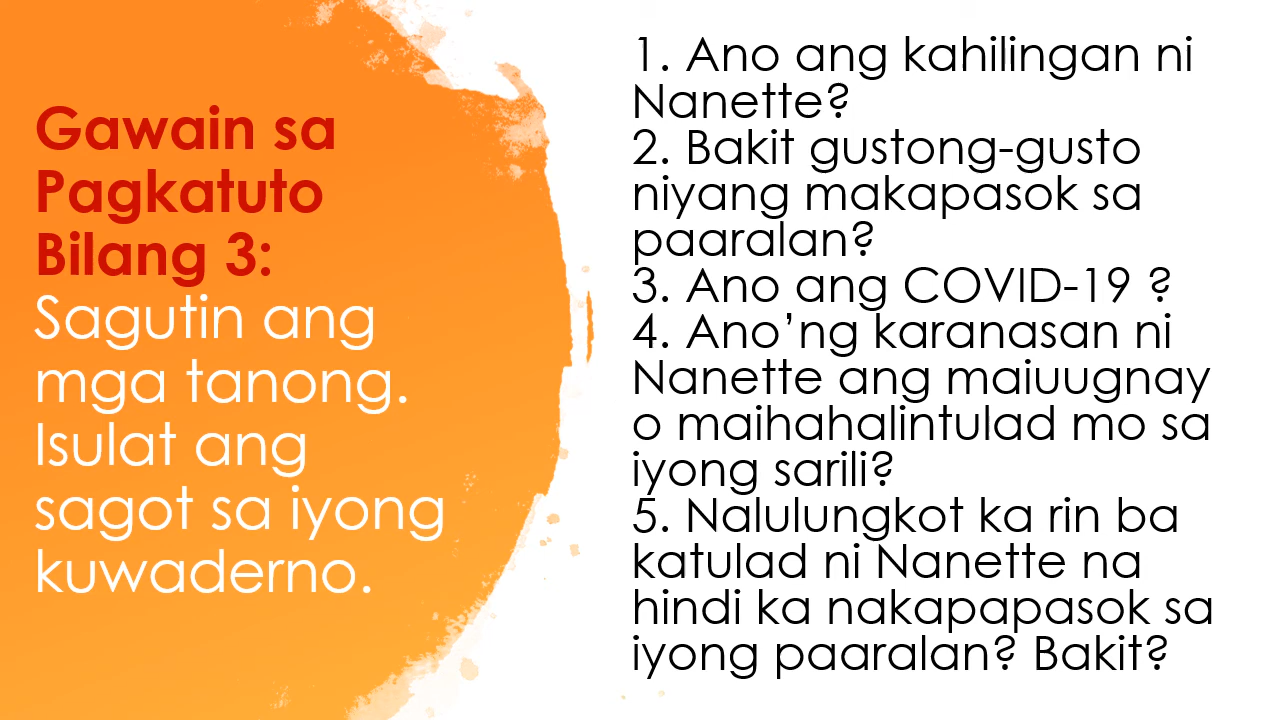 Gawain sa
Pagkatuto
Bilang 3:
Sagutin ang
mga tanong.
Isulat ang
sagot sa iyong
kuwaderno.
1. Ano ang kahilingan ni
Nanette?
2. Bakit gustong-gusto
niyang makapasok sa
paaralan?
3. Ano ang COVID-19 ?
4. Ano’ng karanasan ni
Nanette ang maiuugnay
o maihahalintulad mo sa
iyong sarili?
5. Nalulungkot ka rin ba
katulad ni Nanette na
hindi ka nakapapasok sa
iyong paaralan? Bakit?